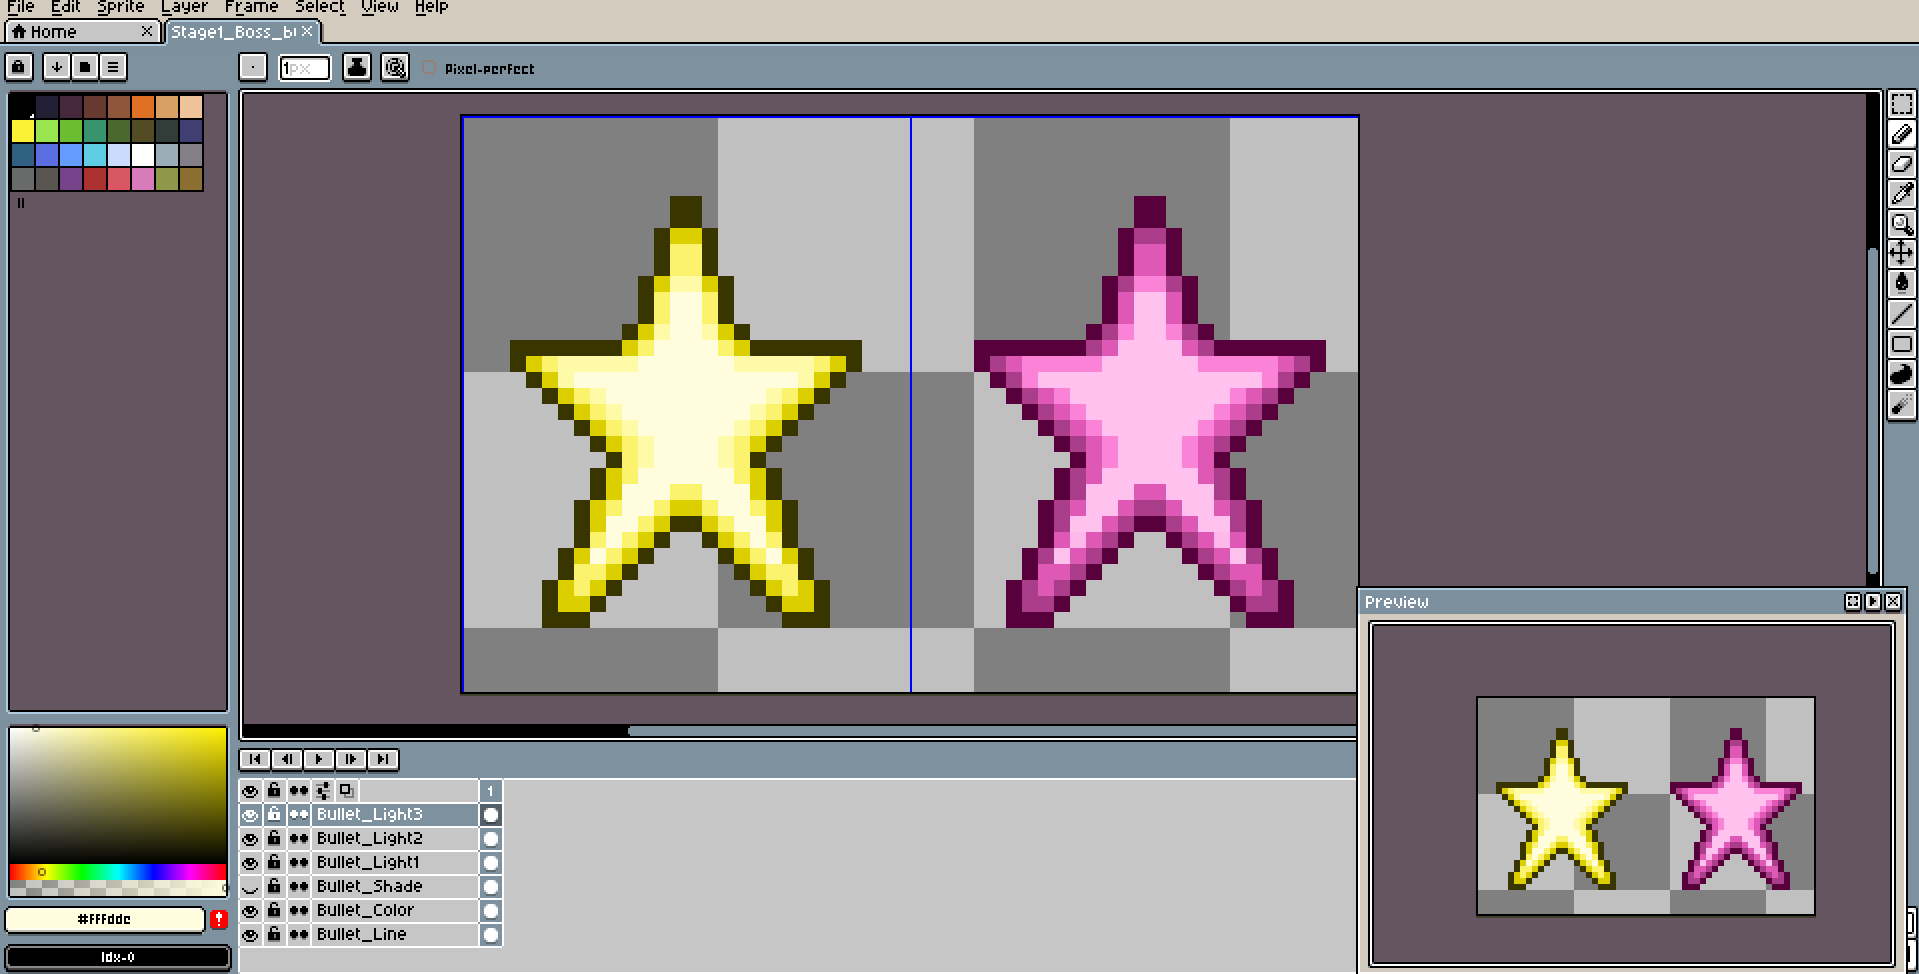 File Edit Sprite Layer Frame Select View Help
Home Stage1_Boss_b
1px Pixel-perfect
Preview
1
Bullet_Light3
Bullet_Light2
Bullet_Light1
Bullet_Shade
Bullet_Color
Bullet_Line
#fffddc
Idx-0